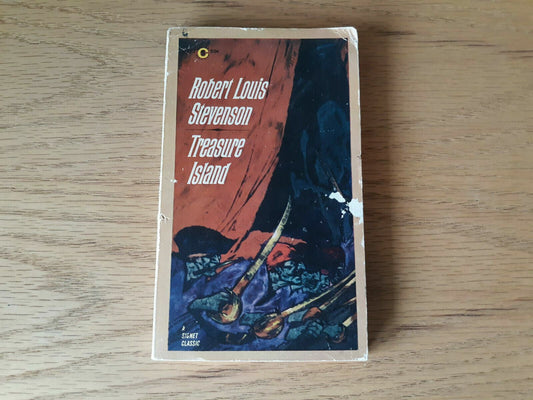 Robert Louis
Stevenson
Treasure
Island
A
SIGNET
CLASSIC